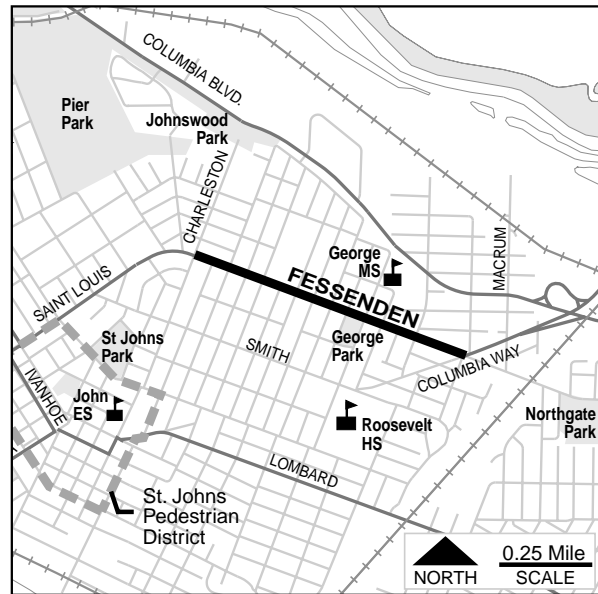 COLUMBIA BLVD.
Pier
Park
Johnswood
Park
CHARLESTON
George
MS
MACRUM
FESSENDEN
SAINT LOUIS
St Johns
Park
SMITH
George
Park
COLUMBIA WAY
IVANHOE
John
ES
Roosevelt
HS
Northgate
Park
LOMBARD
St. Johns
Pedestrian
District
NORTH
0.25 Mile
SCALE